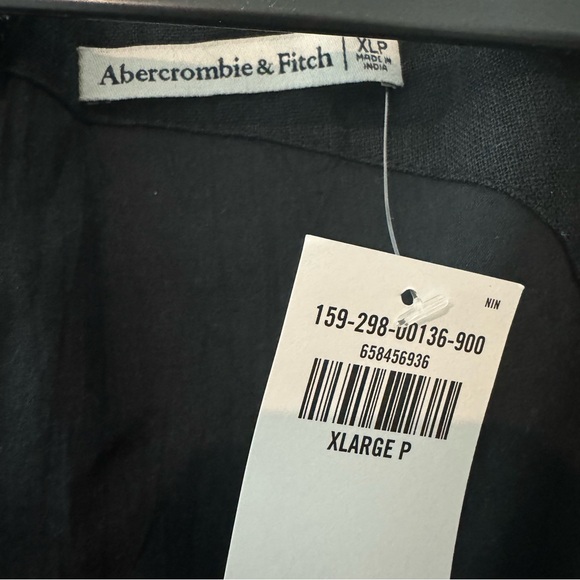 Abercrombie & Fitch
XLP
MADE IN
INDIA
NIN
159-298-00136-900
658456936
XLARGE P